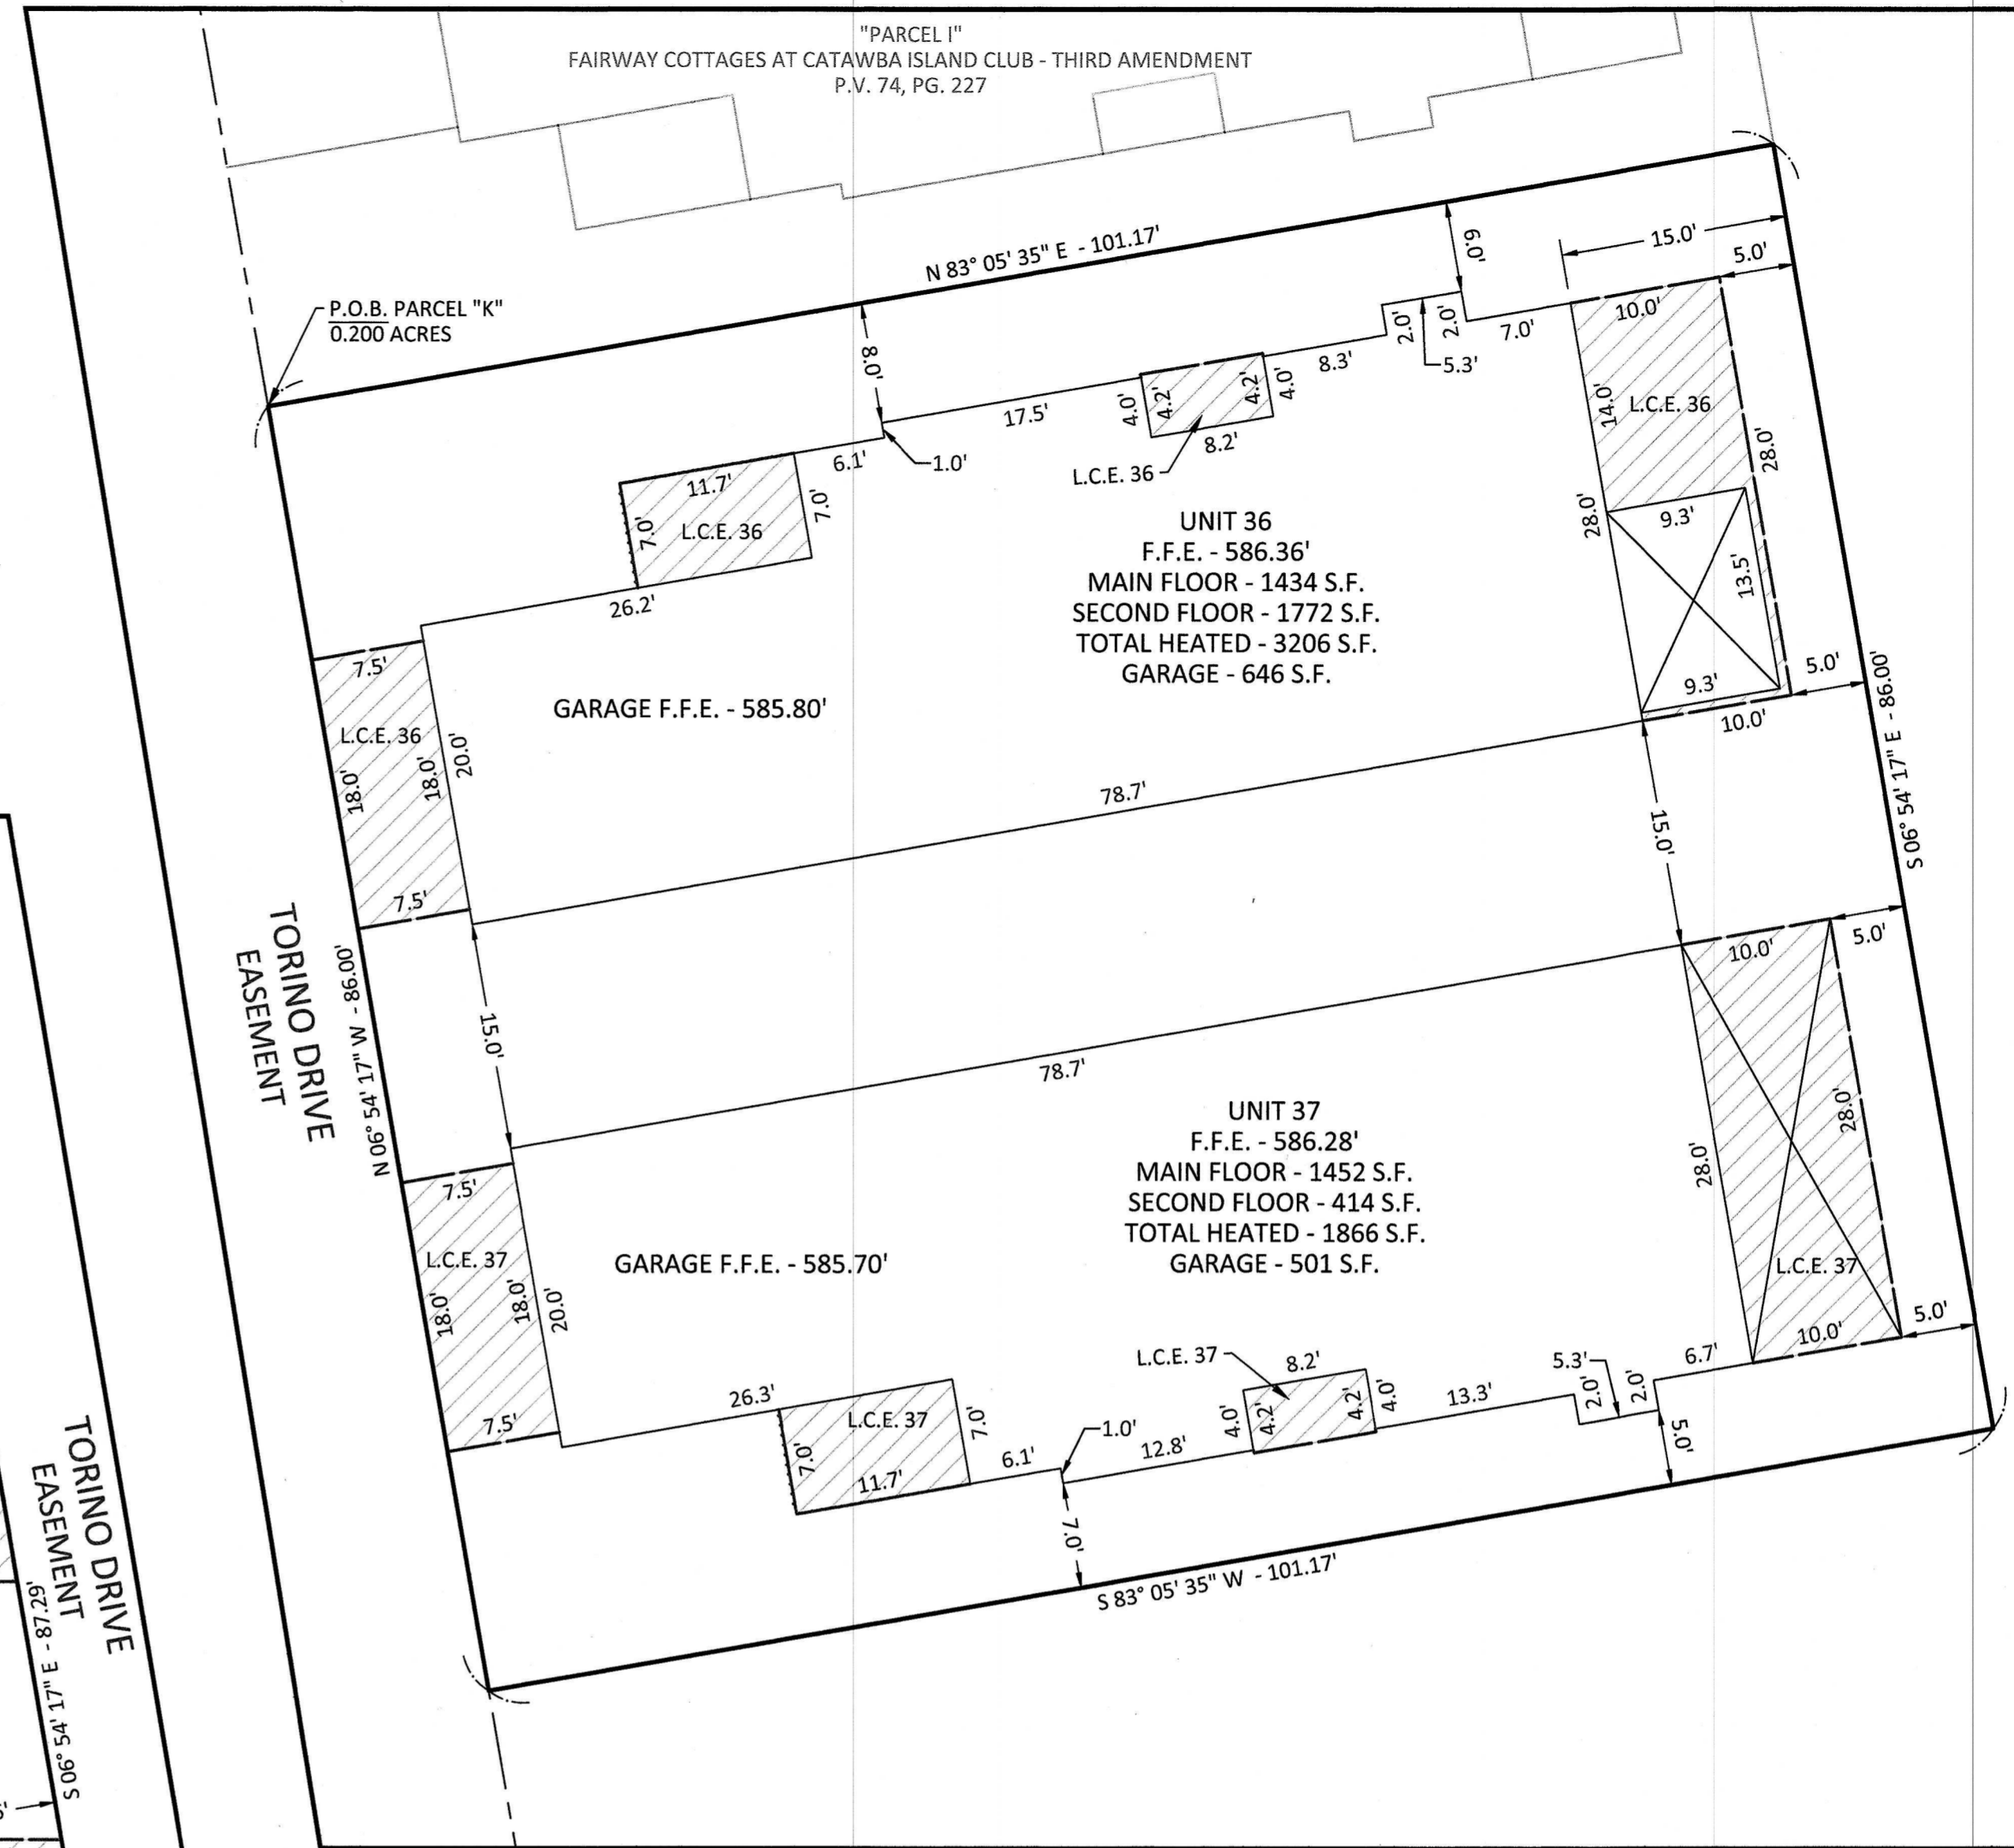 "PARCEL I"
FAIRWAY COTTAGES AT CATAWBA ISLAND CLUB - THIRD AMENDMENT
P.V. 74, PG. 227
N 83° 05' 35" E - 101.17'
P.O.B. PARCEL "K"
0.200 ACRES
6.0'
15.0'
5.0'
10.0'
8.0'
17.5'
4.0'
4.2'
4.2'
4.0'
8.2'
8.3'
2.0'
2.0'
5.3'
7.0'
L.C.E. 36
14.0'
L.C.E. 36
28.0'
28.0'
9.3'
13.5'
9.3'
10.0'
5.0'
6.1'
1.0'
11.7'
7.0'
7.0'
L.C.E. 36
26.2'
UNIT 36
F.F.E. - 586.36'
MAIN FLOOR - 1434 S.F.
SECOND FLOOR - 1772 S.F.
TOTAL HEATED - 3206 S.F.
GARAGE - 646 S.F.
GARAGE F.F.E. - 585.80'
7.5'
L.C.E. 36
18.0'
18.0'
20.0'
7.5'
78.7'
S 06° 54' 17" E - 86.00'
15.0'
TORINO DRIVE
EASEMENT
N 06° 54' 17" W - 86.00'
15.0'
78.7'
10.0'
5.0'
UNIT 37
F.F.E. - 586.28'
MAIN FLOOR - 1452 S.F.
SECOND FLOOR - 414 S.F.
TOTAL HEATED - 1866 S.F.
GARAGE - 501 S.F.
GARAGE F.F.E. - 585.70'
7.5'
L.C.E. 37
18.0'
18.0'
20.0'
7.5'
28.0'
28.0'
L.C.E. 37
10.0'
5.0'
26.3'
L.C.E. 37
7.0'
11.7'
7.0'
6.1'
1.0'
7.0'
12.8'
L.C.E. 37
8.2'
4.0'
4.2'
4.2'
4.0'
13.3'
5.3'
2.0'
2.0'
6.7'
5.0'
S 83° 05' 35" W - 101.17'
TORINO DRIVE
EASEMENT
S 06° 54' 17" E - 87.29'